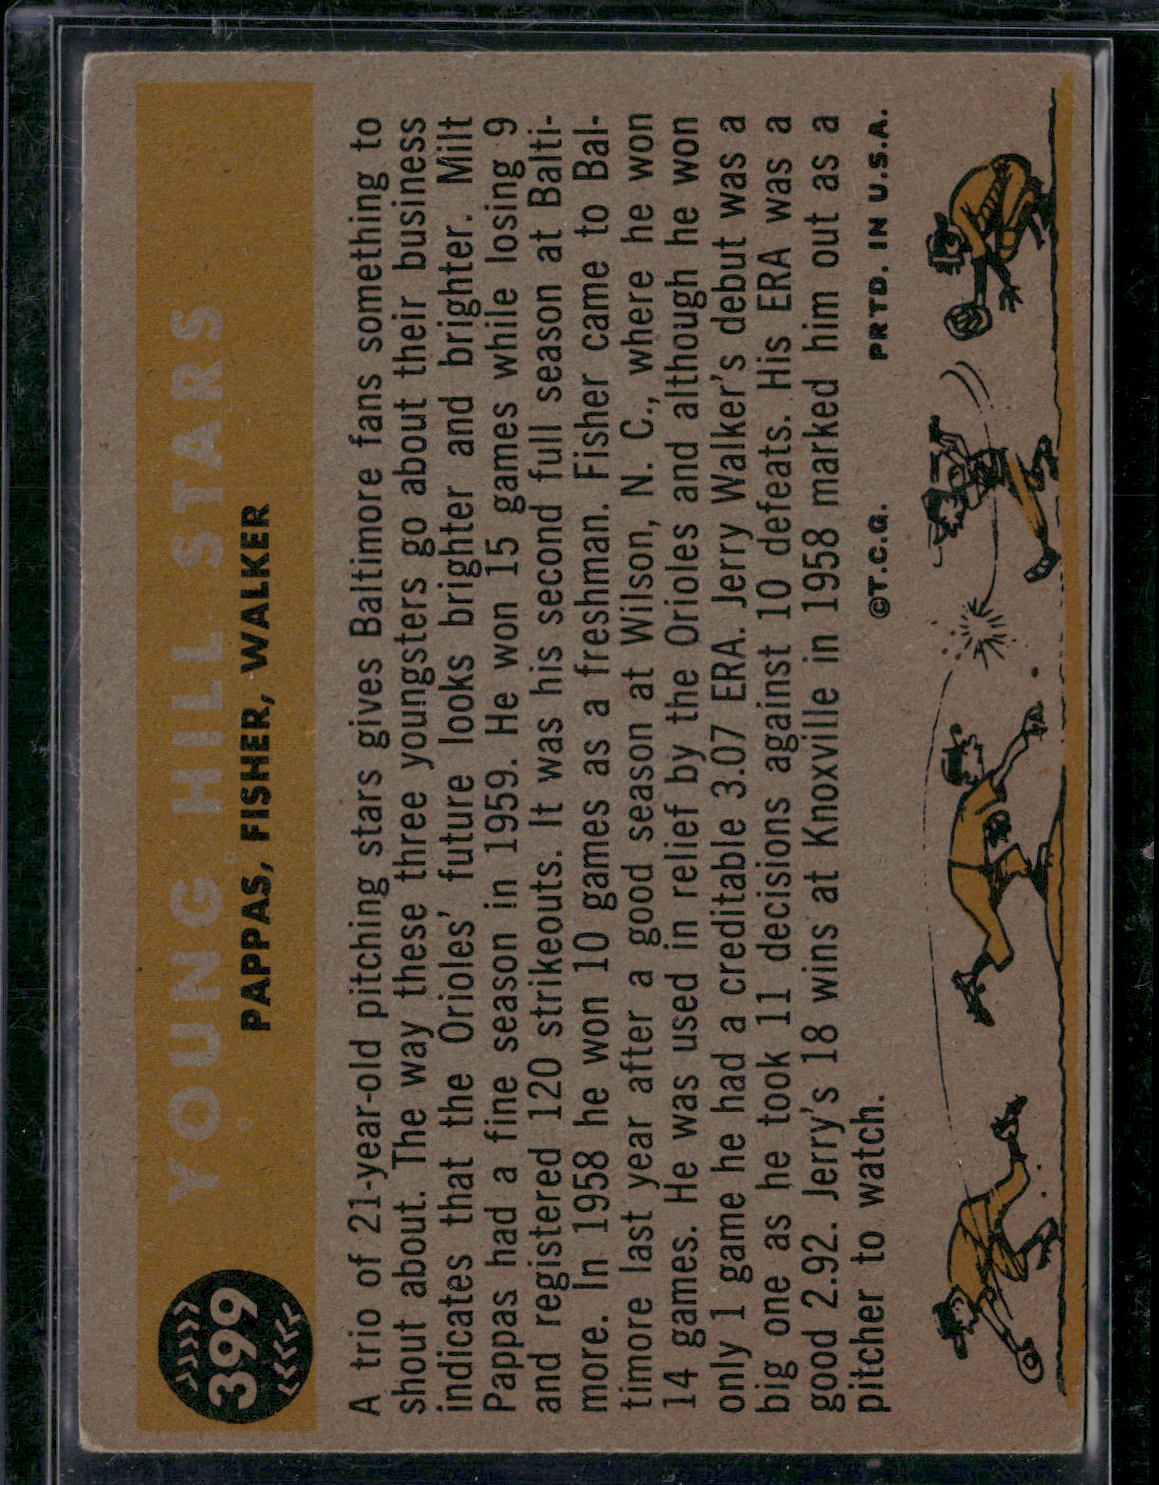 399
YOUNG HILL STARS
PAPPAS, FISHER, WALKER
A trio of 21-year-old pitching stars gives Baltimore fans something to
shout about. The way these three youngsters go about their business
indicates that the Orioles' future looks brighter and brighter. Milt
Pappas had a fine season in 1959. He won 15 games while losing 9
and registered 120 strikeouts. It was his second full season at Balti-
more. In 1958 he won 10 games as a freshman. Fisher came to Bal-
timore last year after a good season at Wilson, N. C., where he won
14 games. He was used in relief by the Orioles and although he won
only 1 game he had a creditable 3.07 ERA. Jerry Walker's debut was a
big one as he took 11 decisions against 10 defeats. His ERA was a
good 2.92. Jerry's 18 wins at Knoxville in 1958 marked him out as a
pitcher to watch.
©T.C.G. PRTD. IN U.S.A.